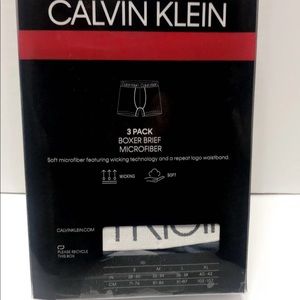 CALVIN KLEIN
3 PACK
BOXER BRIEF
MICROFIBER
Soft microfiber featuring wicking technology and a repeat logo waistband.
WICKING
SOFT
CALVINKLEIN.COM
PLEASE RECYCLE
THIS BOX
S M L XL
CM